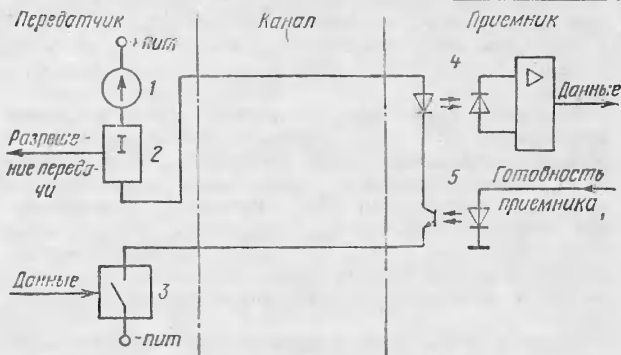 Передатчик
Канал
Приемник
+ пит
1
4
Данные
Разреше-
ние переда-
чи
I
2
5
Готовность
приемника
Данные
3
-пит